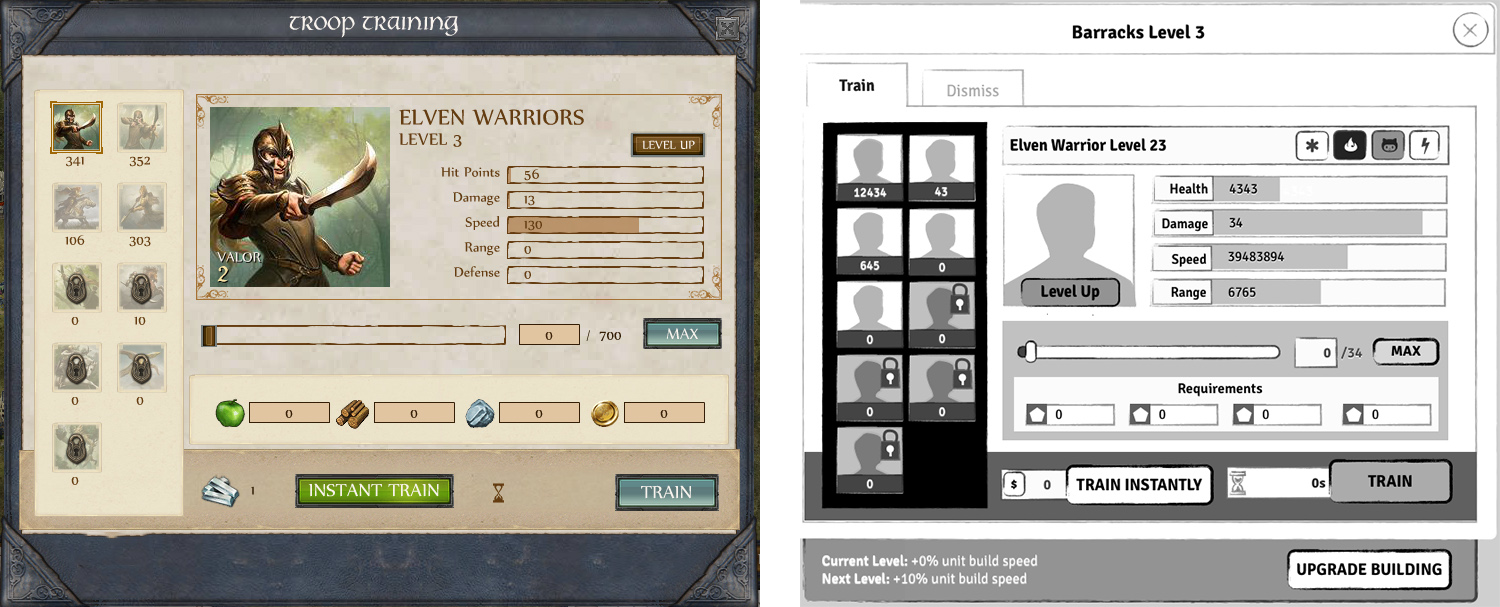 TROOP TRAINING
341 352
106 303
0 10
0 0
0
ELVEN WARRIORS
LEVEL 3
LEVEL UP
Hit Points 56
Damage 13
Speed 130
Range 0
Defense 0
VALOR
2
0 / 700 MAX
0 0 0 0
1 INSTANT TRAIN TRAIN
Barracks Level 3
Train Dismiss
12434 43
645 0
0 0
0 0
0
Elven Warrior Level 23
Level Up
Health 4343
Damage 34
Speed 39483894
Range 6765
0 /34 MAX
Requirements
0 0 0 0
$ 0 TRAIN INSTANTLY 0s TRAIN
Current Level: +0% unit build speed
Next Level: +10% unit build speed
UPGRADE BUILDING